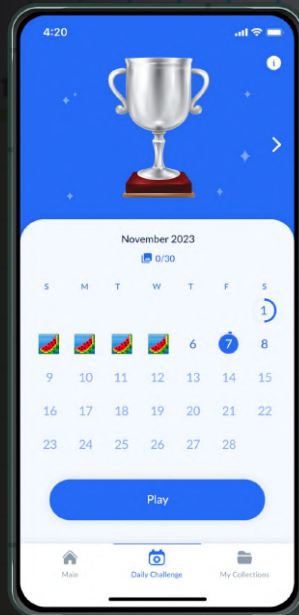 4:20
i
November 2023
0/30
S M T W T F S
1
6 7 8
9 10 11 12 13 14 15
16 17 18 19 20 21 22
23 24 25 26 27 28
Play
Main Daily Challenge My Collections